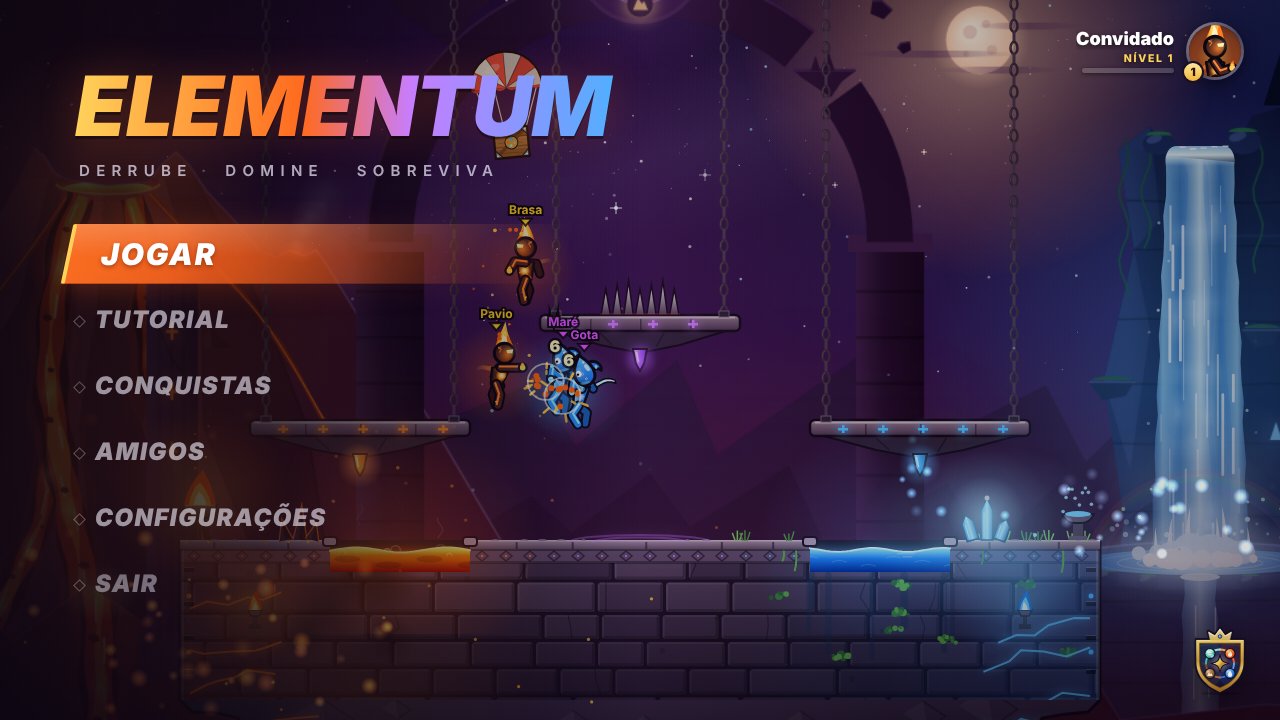 Convidado
NÍVEL 1
1
ELEMENTUM
DERRUBE · DOMINE · SOBREVIVA
Brasa
JOGAR
TUTORIAL
Pavio
Maré
Gota
6
6
CONQUISTAS
AMIGOS
CONFIGURAÇÕES
SAIR